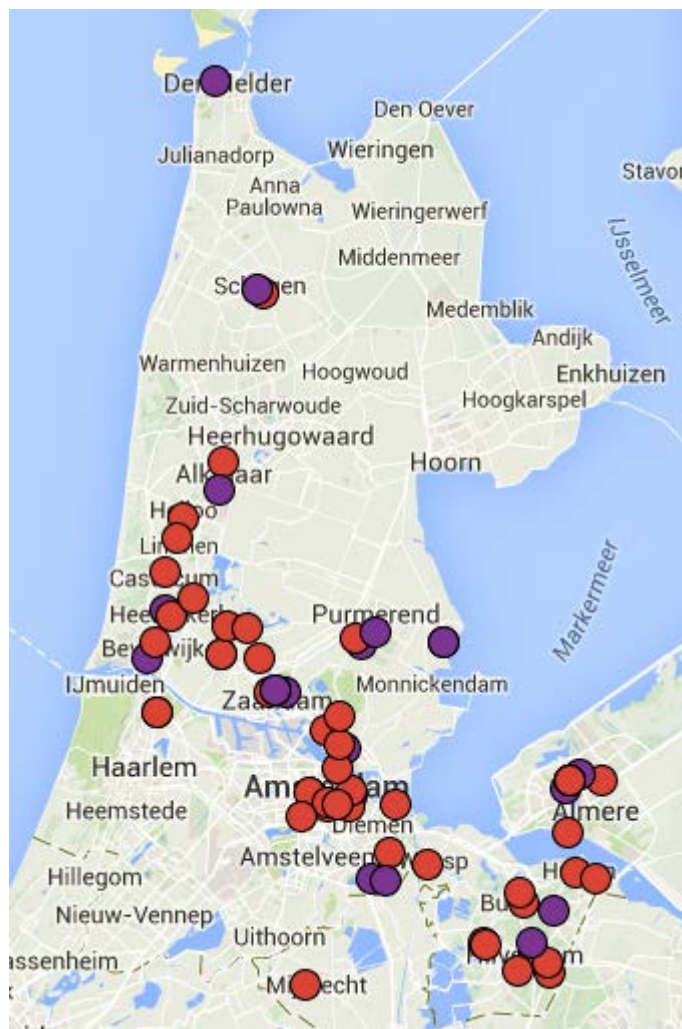 Den Oever
Julianadorp
Wieringen
Anna
Paulowna
Wieringerwerf
Middenmeer
IJsselmeer
Medemblik
Andijk
Warmenhuizen
Hoogwoud
Enkhuizen
Zuid-Scharwoude
Hoogkarspel
Heerhugowaard
Hoorn
Markermeer
Purmerend
IJmuiden
Monnickendam
Haarlem
Heemstede
Almere
Diemen
Amstelveen
Hillegom
Nieuw-Vennep
Uithoorn
assenheim